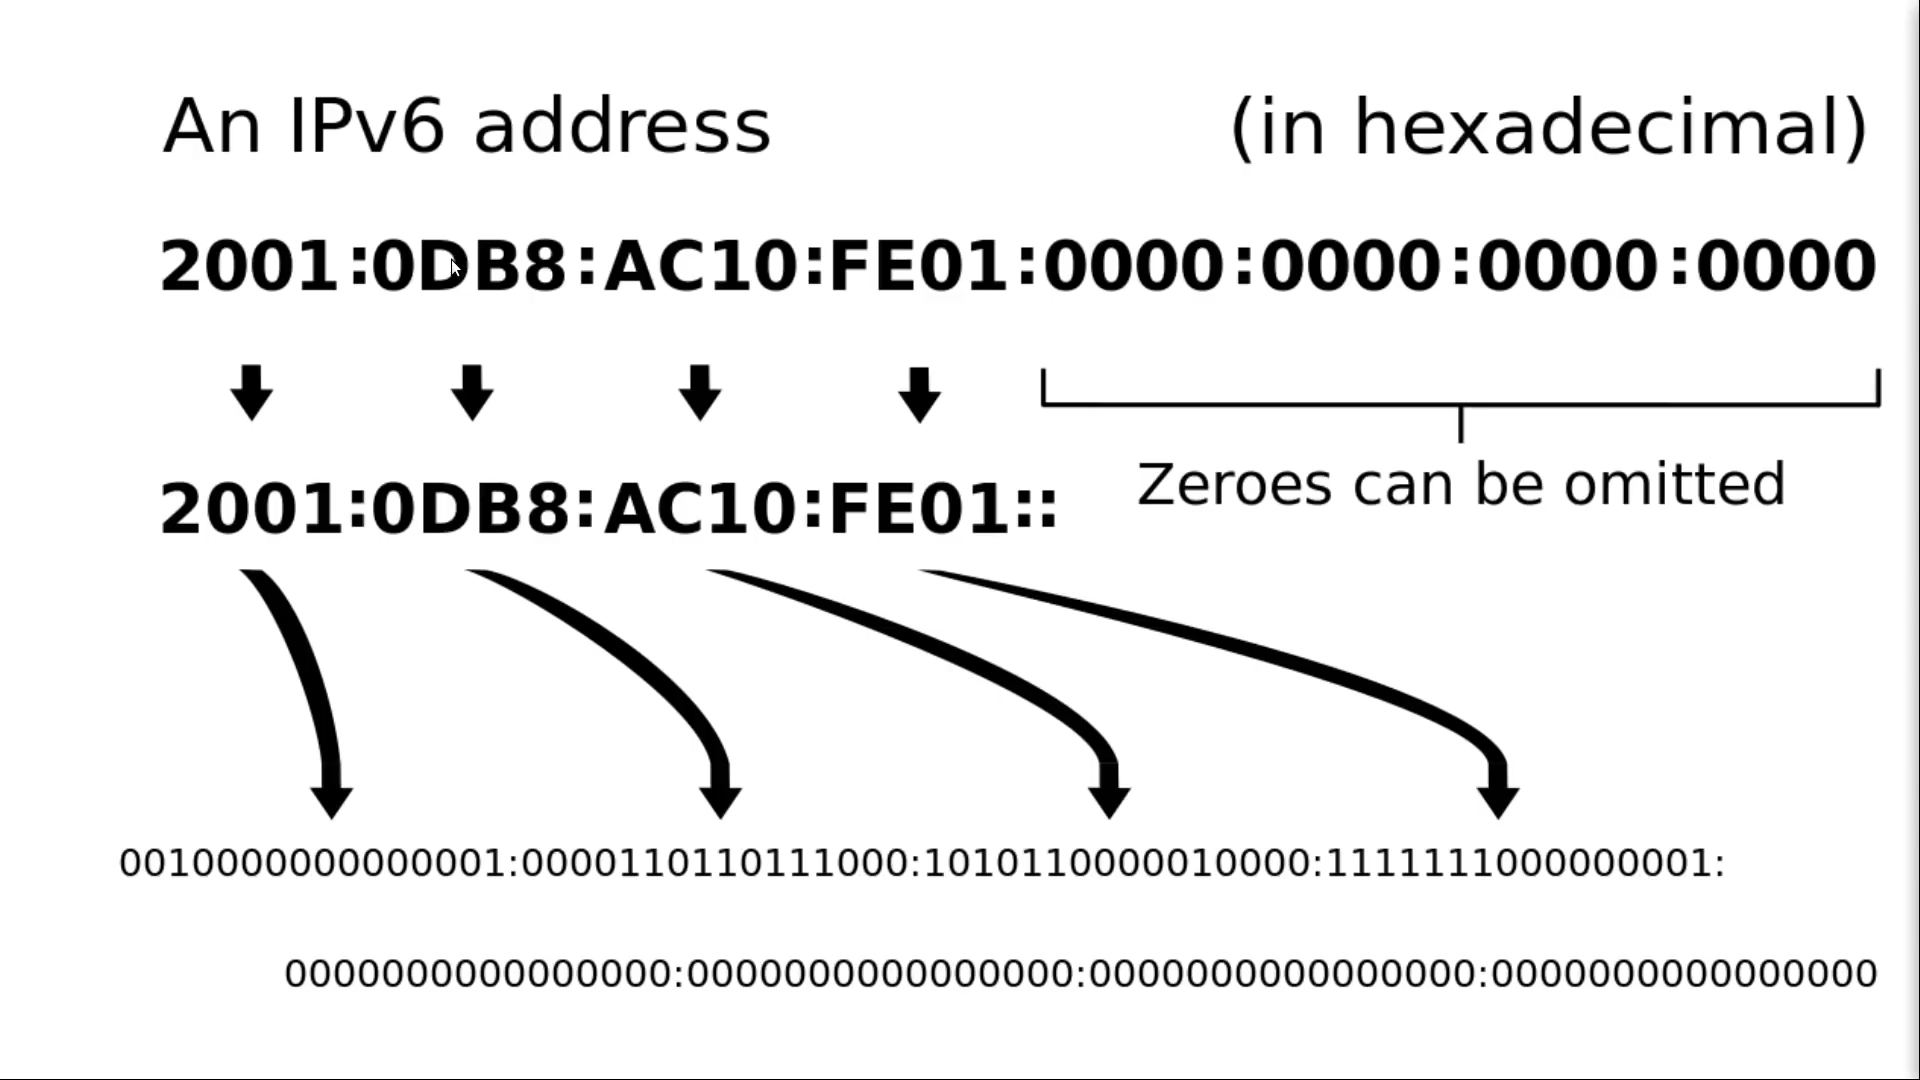 An IPv6 address (in hexadecimal)
2001:0DB8:AC10:FE01:0000:0000:0000:0000
2001:0DB8:AC10:FE01:: Zeroes can be omitted
0010000000000001:0000110110111000:1010110000010000:1111111000000001:
0000000000000000:0000000000000000:0000000000000000:0000000000000000